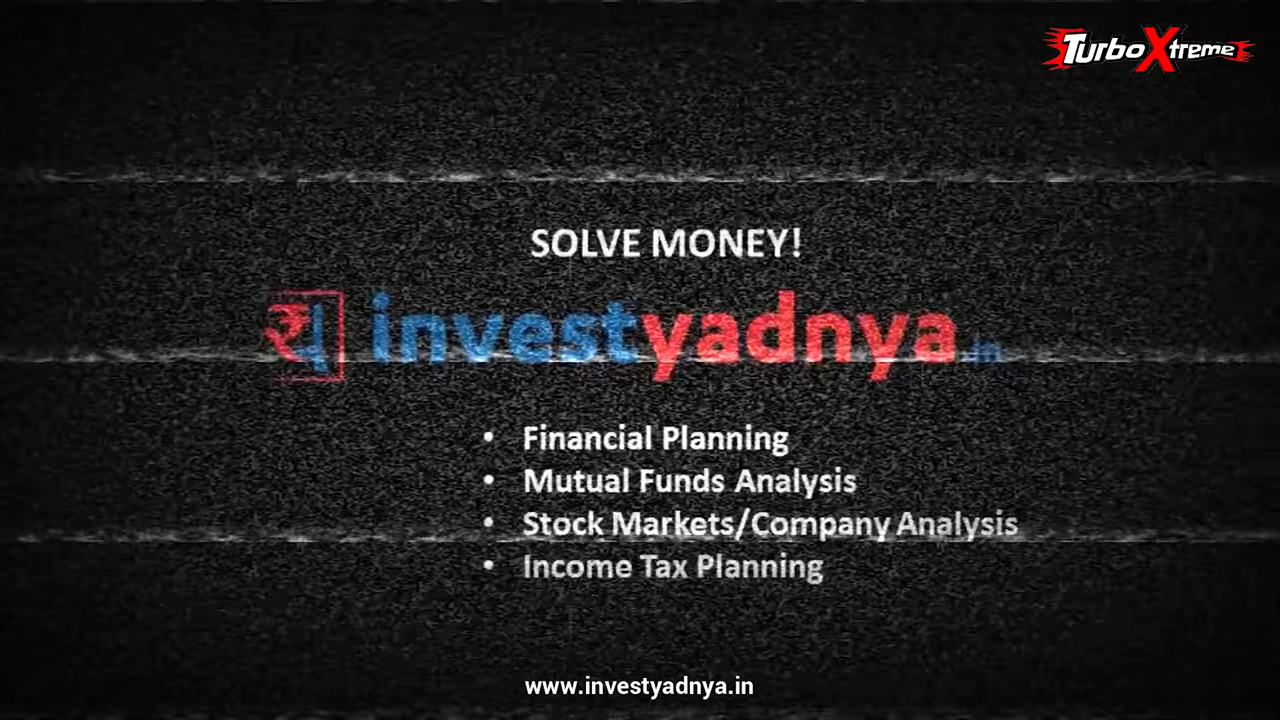 TurboXtreme
SOLVE MONEY!
य investyadnya.in
• Financial Planning
• Mutual Funds Analysis
• Stock Markets/Company Analysis
• Income Tax Planning
www.investyadnya.in